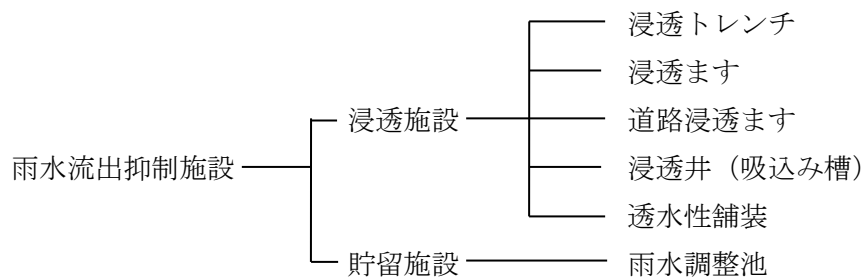 雨水流出抑制施設
浸透施設
浸透トレンチ
浸透ます
道路浸透ます
浸透井（吸込み槽）
透水性舗装
貯留施設
雨水調整池